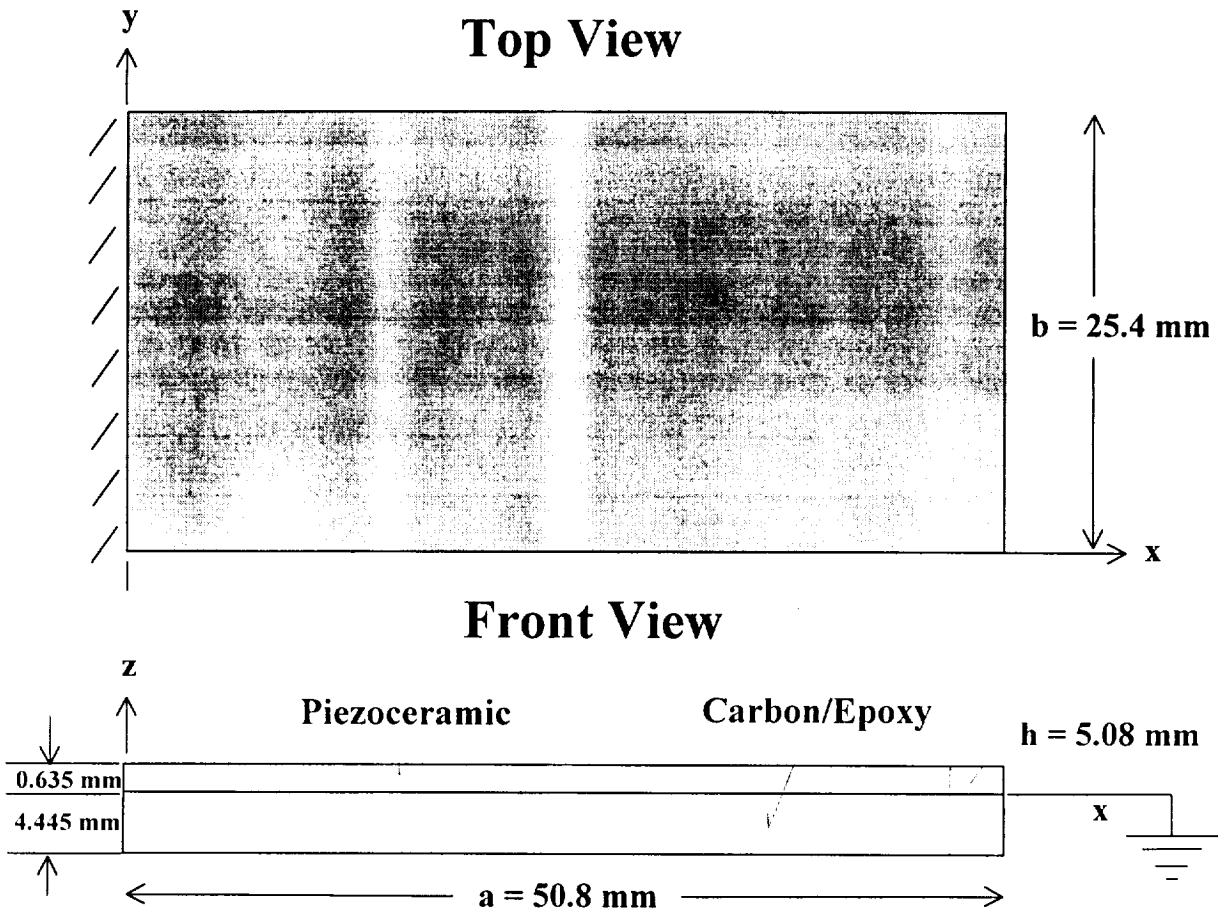 y
Top View
b = 25.4 mm
x
Front View
z
Piezoceramic
Carbon/Epoxy
h = 5.08 mm
0.635 mm
x
4.445 mm
a = 50.8 mm